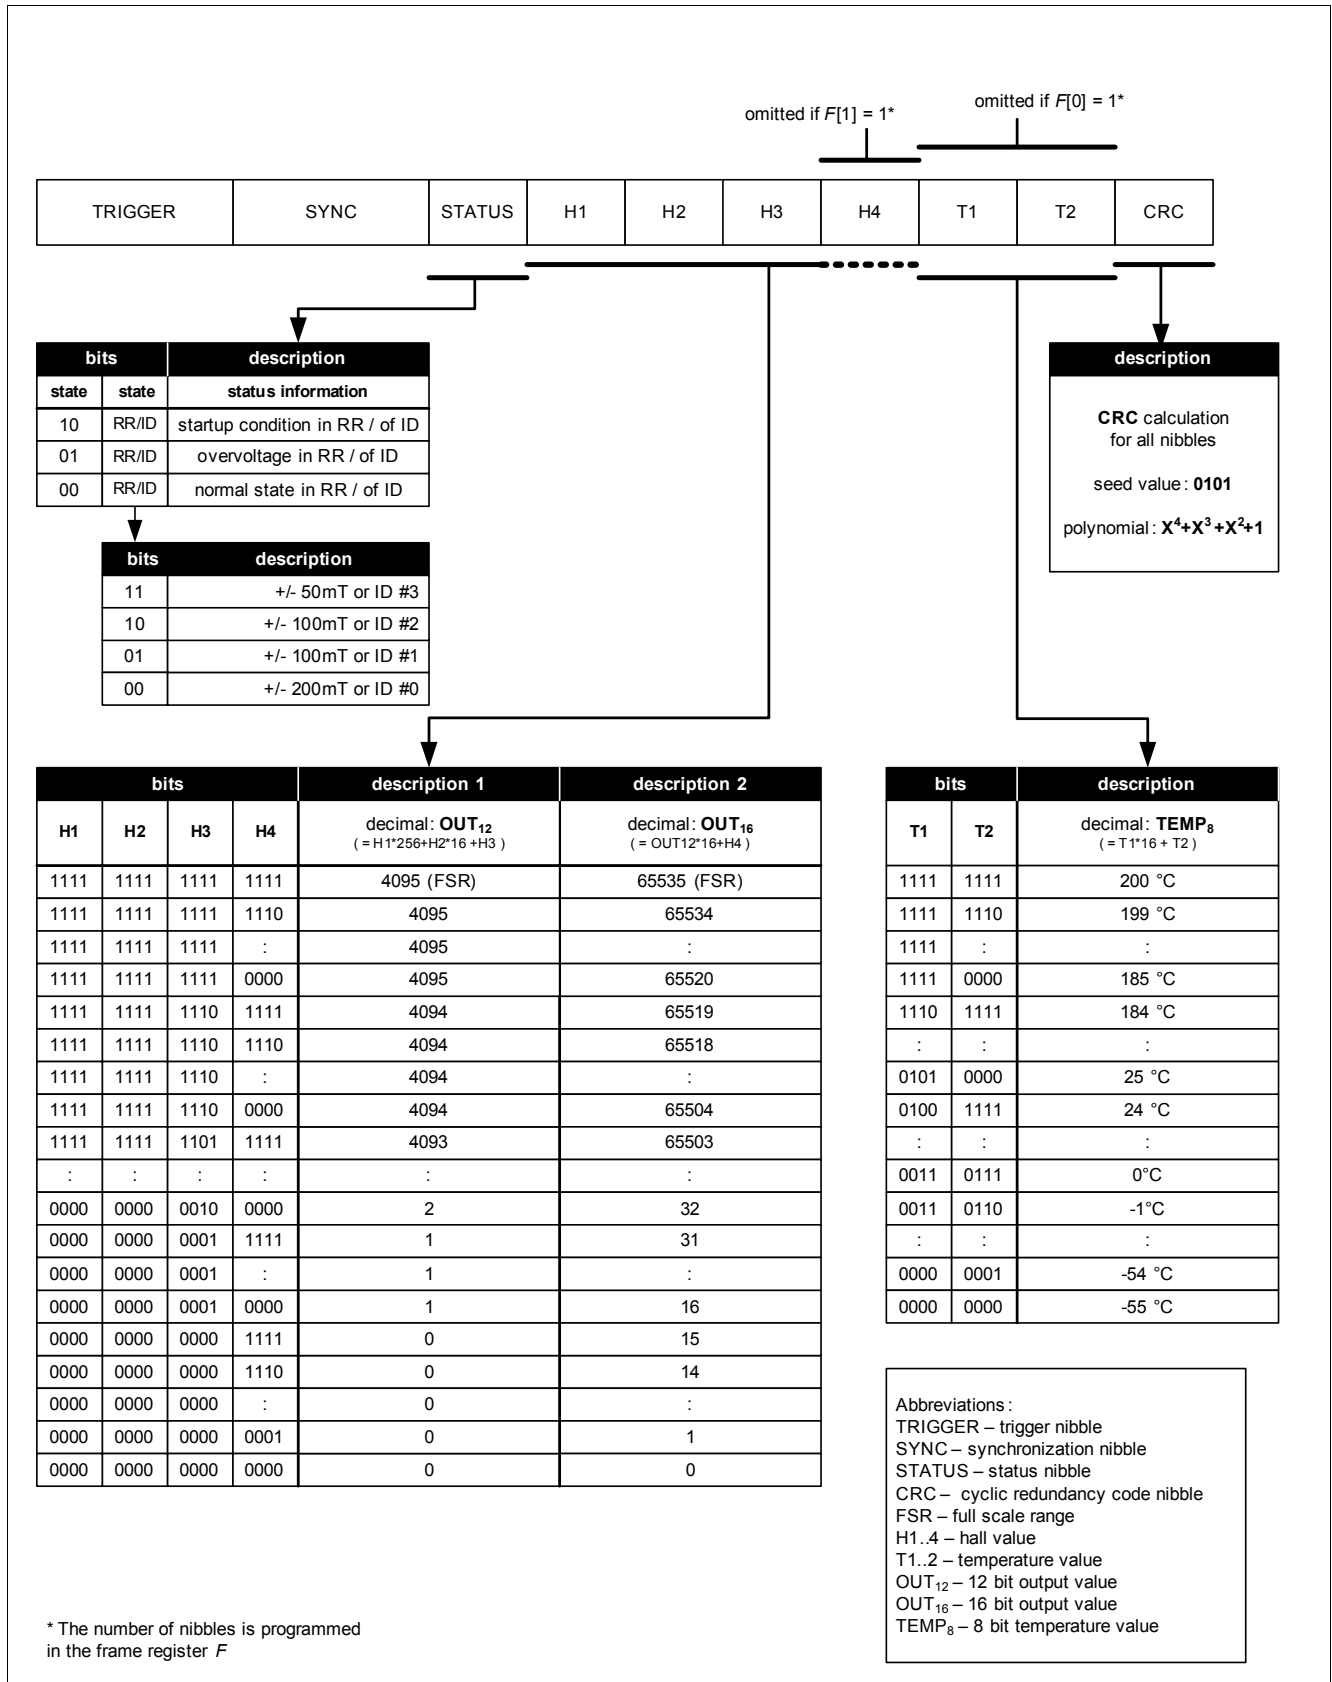 omitted if F[1] = 1*
omitted if F[0] = 1*
TRIGGER SYNC STATUS H1 H2 H3 H4 T1 T2 CRC
bits description
state state status information
10 RR/ID startup condition in RR / of ID
01 RR/ID overvoltage in RR / of ID
00 RR/ID normal state in RR / of ID
bits description
11 +/- 50mT or ID #3
10 +/- 100mT or ID #2
01 +/- 100mT or ID #1
00 +/- 200mT or ID #0
description
CRC calculation
for all nibbles
seed value: 0101
polynomial: X⁴+X³+X²+1
bits description 1 description 2
H1 H2 H3 H4 decimal: OUT₁₂ decimal: OUT₁₆
( = H1*256+H2*16 +H3 ) ( = OUT12*16+H4 )
1111 1111 1111 1111 4095 (FSR) 65535 (FSR)
1111 1111 1111 1110 4095 65534
1111 1111 1111 : 4095 :
1111 1111 1111 0000 4095 65520
1111 1111 1110 1111 4094 65519
1111 1111 1110 1110 4094 65518
1111 1111 1110 : 4094 :
1111 1111 1110 0000 4094 65504
1111 1111 1101 1111 4093 65503
: : : : : :
0000 0000 0010 0000 2 32
0000 0000 0001 1111 1 31
0000 0000 0001 : 1 :
0000 0000 0001 0000 1 16
0000 0000 0000 1111 0 15
0000 0000 0000 1110 0 14
0000 0000 0000 : 0 :
0000 0000 0000 0001 0 1
0000 0000 0000 0000 0 0
bits description
T1 T2 decimal: TEMP₈
( = T1*16 + T2 )
1111 1111 200 °C
1111 1110 199 °C
1111 : :
1111 0000 185 °C
1110 1111 184 °C
: : :
0101 0000 25 °C
0100 1111 24 °C
: : :
0011 0111 0°C
0011 0110 -1°C
: : :
0000 0001 -54 °C
0000 0000 -55 °C
Abbreviations:
TRIGGER – trigger nibble
SYNC – synchronization nibble
STATUS – status nibble
CRC – cyclic redundancy code nibble
FSR – full scale range
H1..4 – hall value
T1..2 – temperature value
OUT₁₂ – 12 bit output value
OUT₁₆ – 16 bit output value
TEMP₈ – 8 bit temperature value
* The number of nibbles is programmed
in the frame register F